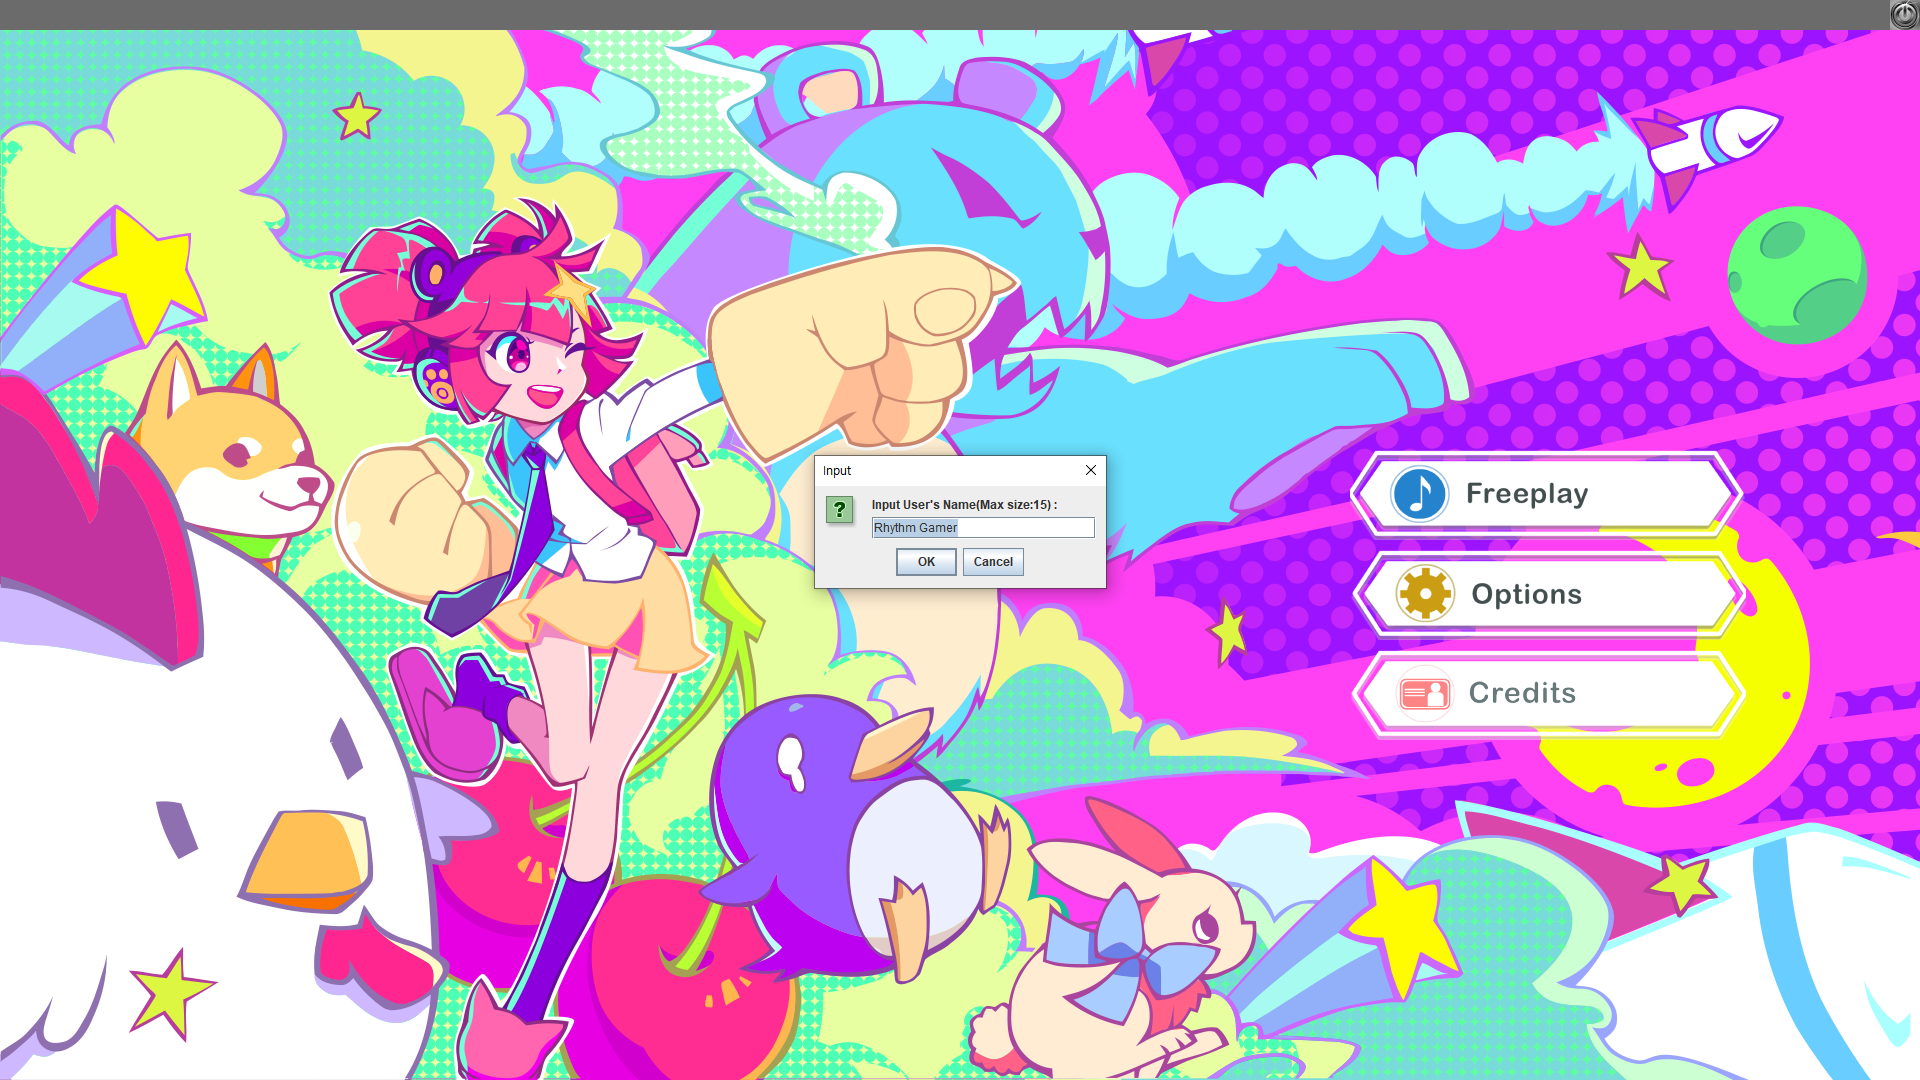 Input
Input User's Name(Max size:15) :
Rhythm Gamer
OK
Cancel
Freeplay
Options
Credits